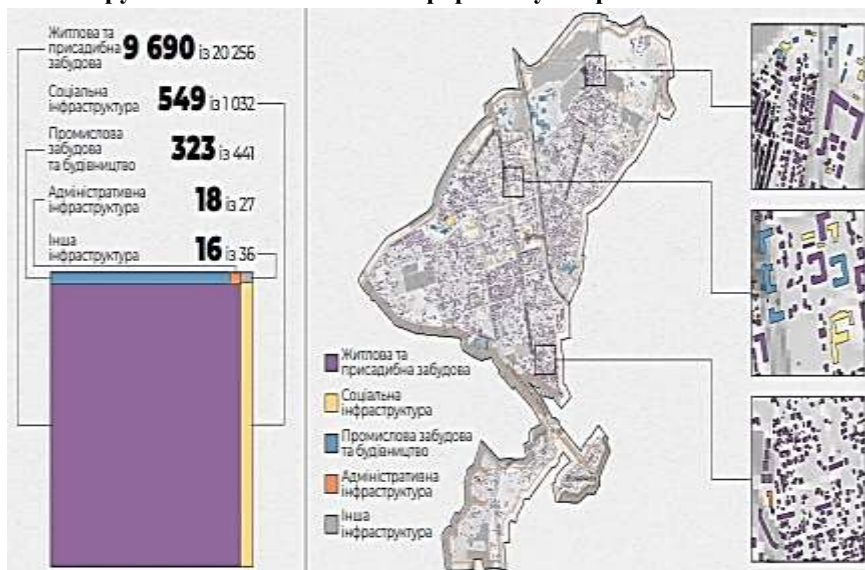 Житлова та
присадибна
забудова
9 690 із 20 256
Соціальна
інфраструктура
549 із 1 032
Промислова
забудова
та будівництво
323 із 441
Адміністративна
інфраструктура
18 із 27
Інша
інфраструктура
16 із 36
Житлова та
присадибна забудова
Соціальна
інфраструктура
Промислова забудова
та будівництво
Адміністративна
інфраструктура
Інша
інфраструктура